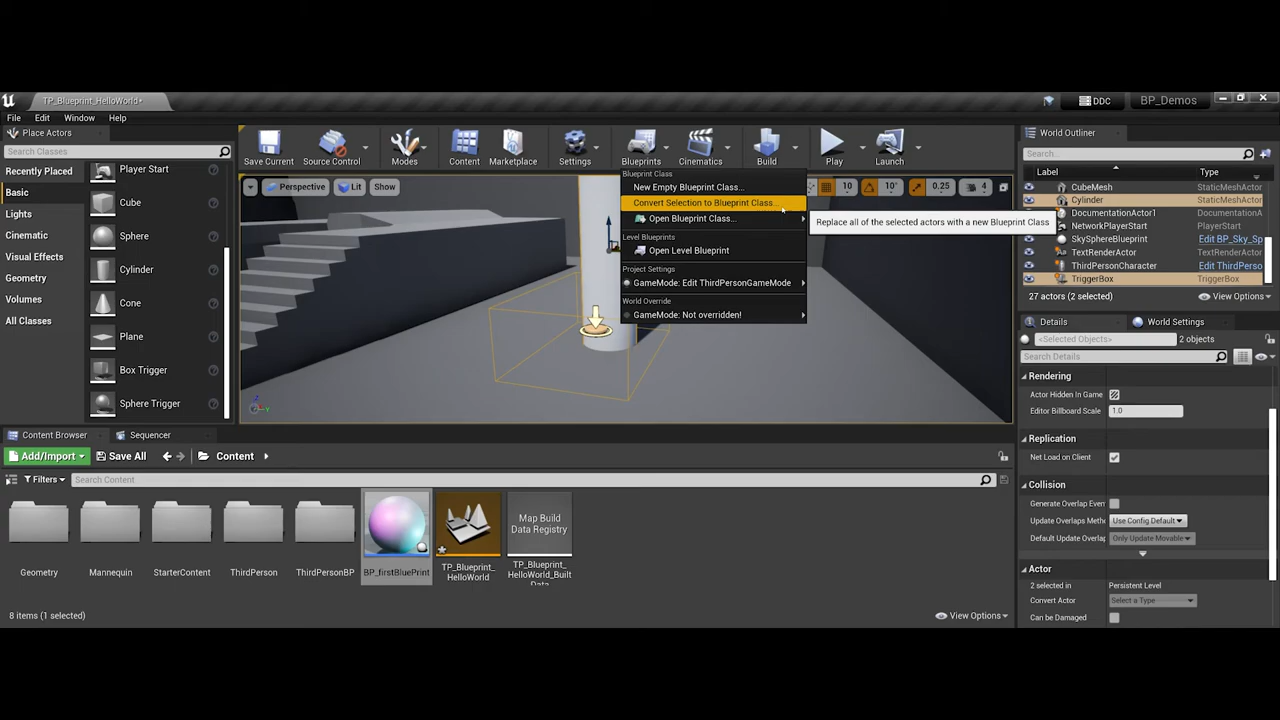 TP_Blueprint_HelloWorld*
DDC
BP_Demos
File
Edit
Window
Help
Place Actors
Search Classes
Recently Placed
Basic
Lights
Cinematic
Visual Effects
Geometry
Volumes
All Classes
Player Start
Cube
Sphere
Cylinder
Cone
Plane
Box Trigger
Sphere Trigger
Save Current
Source Control
Modes
Content
Marketplace
Settings
Blueprints
Cinematics
Build
Play
Launch
Perspective
Lit
Show
10
10°
0.25
4
Blueprint Class
New Empty Blueprint Class...
Convert Selection to Blueprint Class...
Open Blueprint Class...
Level Blueprints
Open Level Blueprint
Project Settings
GameMode: Edit ThirdPersonGameMode
World Override
GameMode: Not overridden!
Replace all of the selected actors with a new Blueprint Class
World Outliner
Search...
Label
Type
CubeMesh
StaticMeshActor
Cylinder
StaticMeshActor
DocumentationActor1
DocumentationA
NetworkPlayerStart
PlayerStart
SkySphereBlueprint
Edit BP_Sky_Sp
TextRenderActor
TextRenderActor
ThirdPersonCharacter
Edit ThirdPerso
TriggerBox
TriggerBox
27 actors (2 selected)
View Options
Details
World Settings
<Selected Objects>
2 objects
Search Details
Rendering
Actor Hidden In Game
Editor Billboard Scale
1.0
Replication
Net Load on Client
Collision
Generate Overlap Even
Update Overlaps Metho
Use Config Default
Default Update Overlap
Only Update Movable
Actor
2 selected in
Persistent Level
Convert Actor
Select a Type
Can be Damaged
Content Browser
Sequencer
Add/Import
Save All
Content
Filters
Search Content
Geometry
Mannequin
StarterContent
ThirdPerson
ThirdPersonBP
BP_firstBluePrint
TP_Blueprint_
HelloWorld
Map Build
Data Registry
TP_Blueprint_
HelloWorld_Built
Data
8 items (1 selected)
View Options